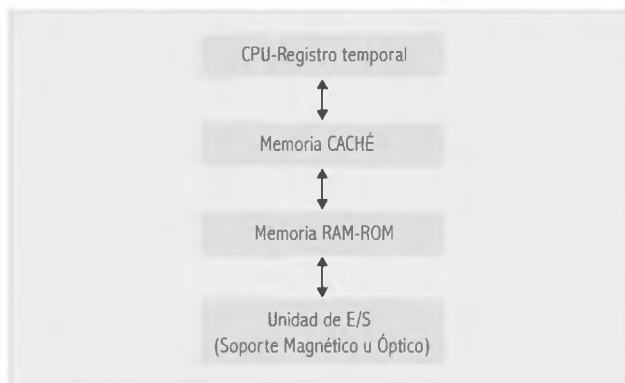 CPU-Registro temporal
Memoria CACHÉ
Memoria RAM-ROM
Unidad de E/S
(Soporte Magnético u Óptico)